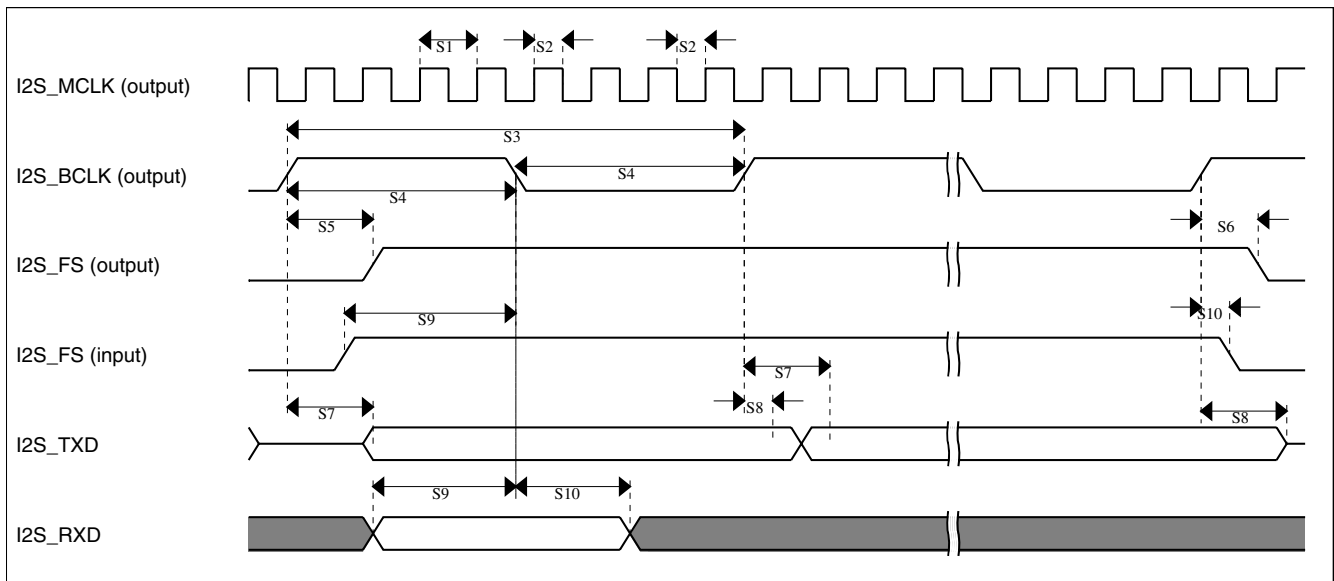 S1 S2 S2
I2S_MCLK (output)
S3
I2S_BCLK (output) S4
S4
S5 S6
I2S_FS (output)
S9 S10
I2S_FS (input)
S7
S7 S8 S8
I2S_TXD
S9 S10
I2S_RXD